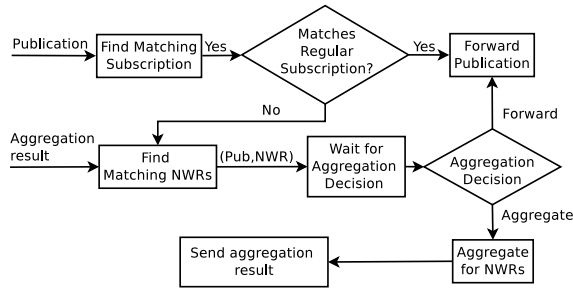 Publication
Find Matching
Subscription
Yes
Matches
Regular
Subscription?
Yes
Forward
Publication
No
Forward
Aggregation
result
Find
Matching NWRs
(Pub,NWR)
Wait for
Aggregation
Decision
Aggregation
Decision
Aggregate
Send aggregation
result
Aggregate
for NWRs